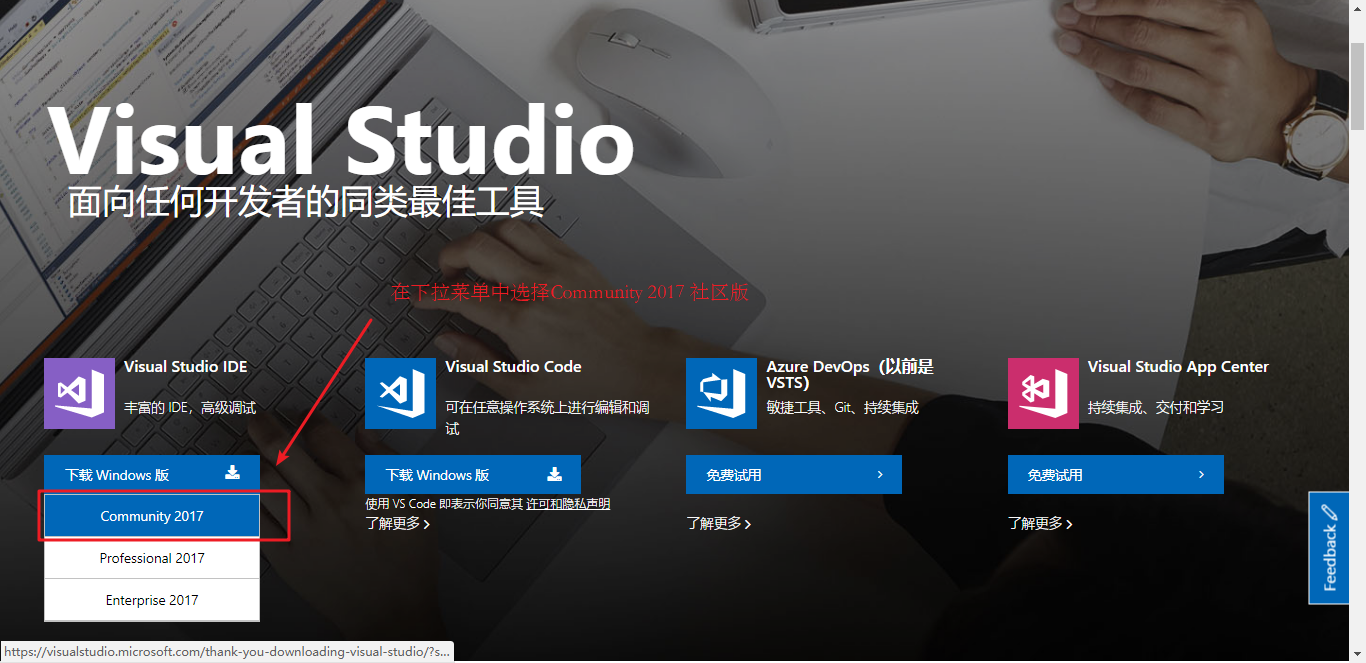 Visual Studio
面向任何开发者的同类最佳工具
在下拉菜单中选择Community 2017 社区版
Visual Studio IDE
丰富的 IDE，高级调试
下载 Windows 版
Community 2017
Professional 2017
Enterprise 2017
Visual Studio Code
可在任意操作系统上进行编辑和调
试
下载 Windows 版
使用 VS Code 即表示你同意其 许可和隐私声明
了解更多 >
Azure DevOps（以前是
VSTS）
敏捷工具、Git、持续集成
免费试用 >
了解更多 >
Visual Studio App Center
持续集成、交付和学习
免费试用 >
了解更多 >
Feedback
https://visualstudio.microsoft.com/thank-you-downloading-visual-studio/?s...